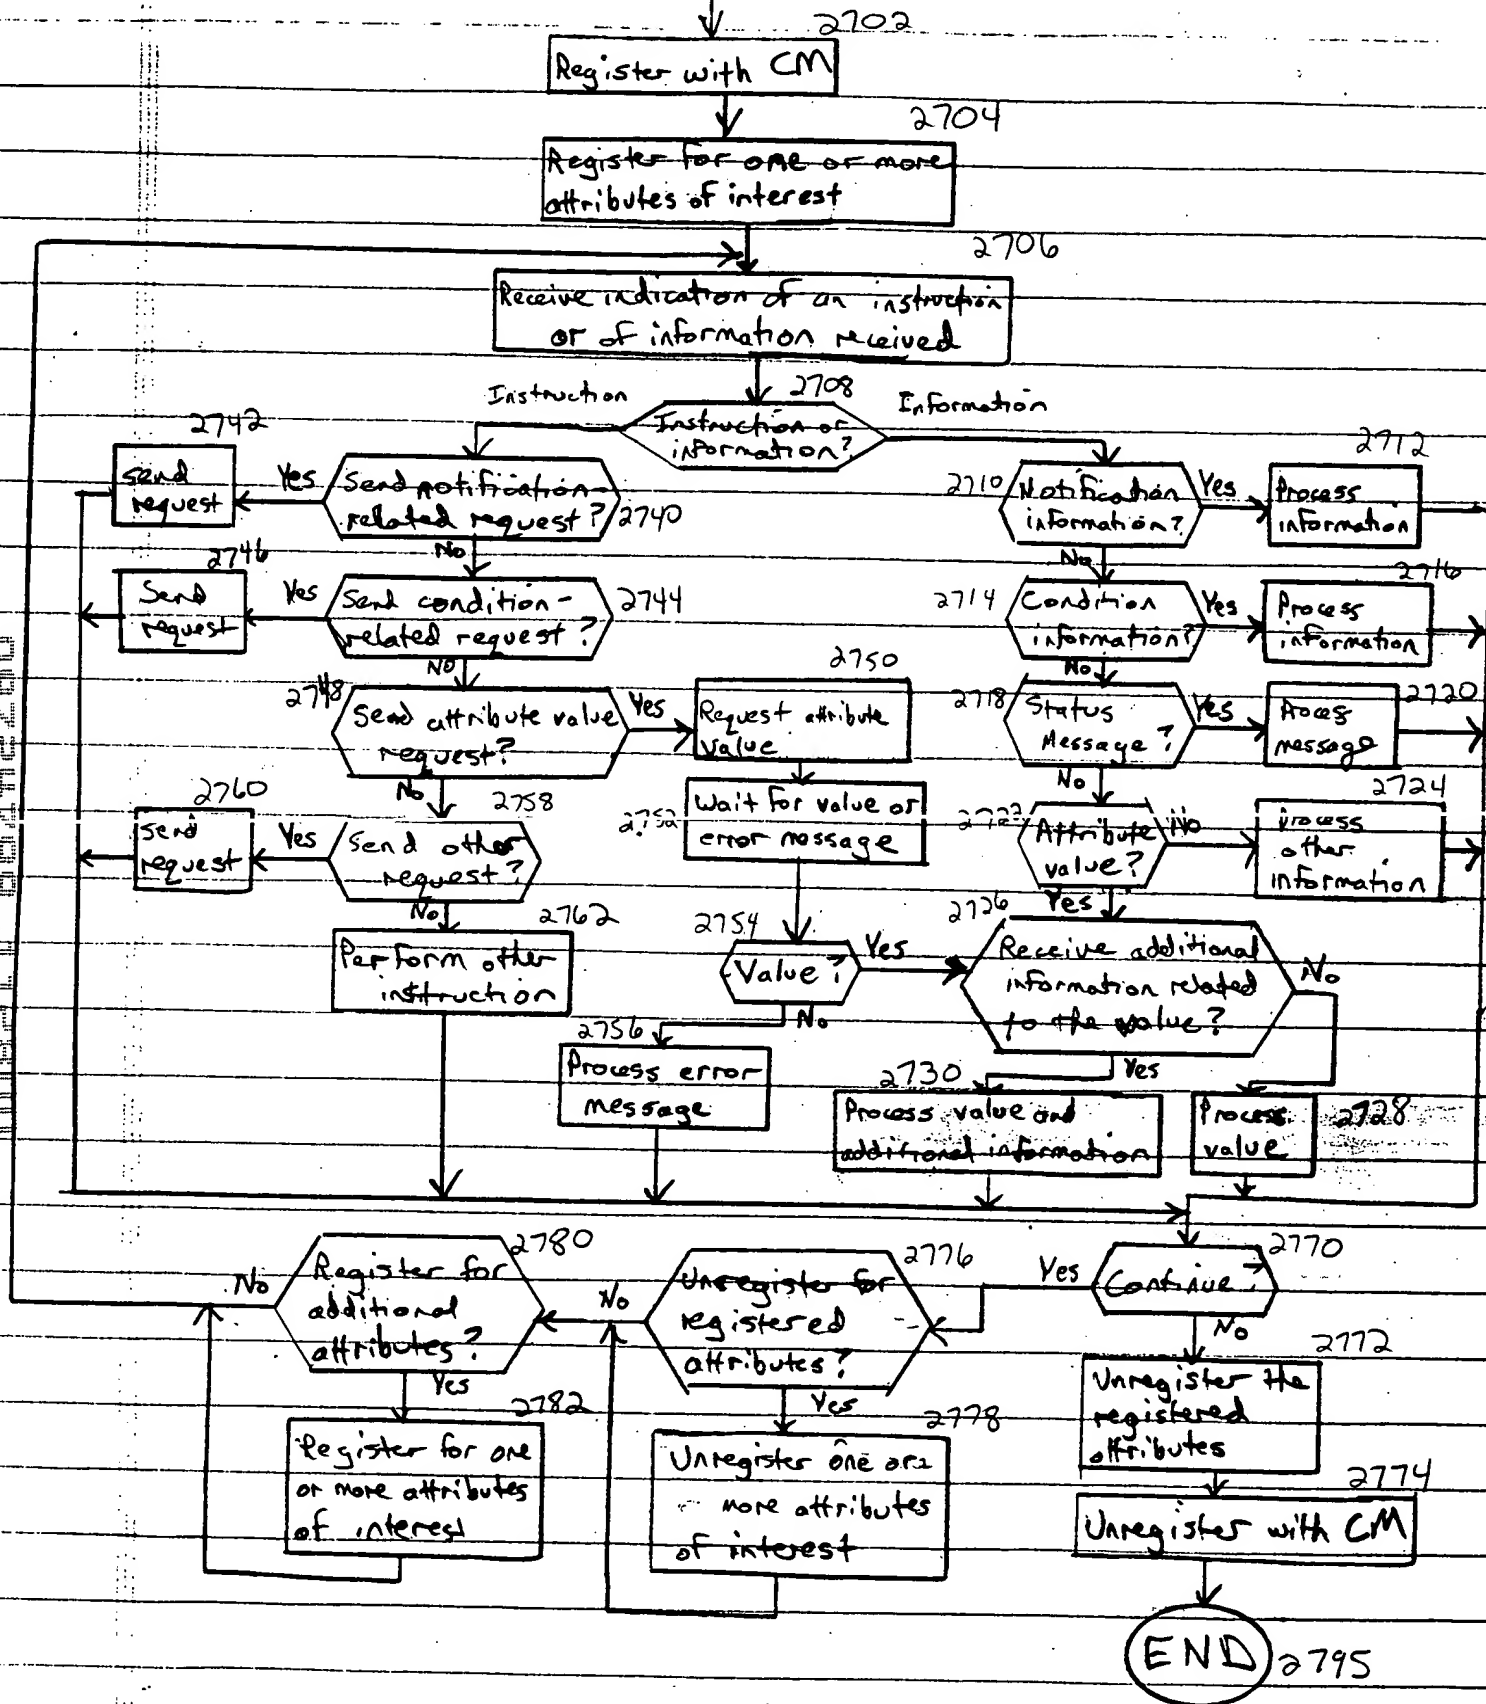 2702
Register with CM
2704
Register for one or more
attributes of interest
2706
Receive indication of an instruction
or of information received
2708
Instruction
Information
Instruction or
information?
2742
send
request
Yes
Send notification-
related request?
2740
No
2746
Send
request
Yes
Send condition-
related request?
2744
No
2748
Send attribute value
request?
Yes
2750
Request attribute
value
2752
Wait for value or
error message
No
2758
2760
send
request
Yes
Send other
request?
No
2762
Perform other
instruction
2754
Value?
Yes
No
2756
Process error
message
2710
Notification
information?
Yes
2712
Process
information
No
2714
Condition
information?
Yes
2716
Process
information
No
2718
Status
Message?
Yes
2720
Process
message
No
Attribute
value?
No
2724
Process
other
information
Yes
2726
Receive additional
information related
to the value?
No
Yes
2730
Process value and
additional information
Process
value
2728
2770
Continue?
Yes
No
2772
Unregister the
registered
attributes
2774
Unregister with CM
END
2795
2776
Unregister for
registered
attributes?
No
Yes
2778
Unregister one or
more attributes
of interest
2780
Register for
additional
attributes?
No
Yes
2782
Register for one
or more attributes
of interest